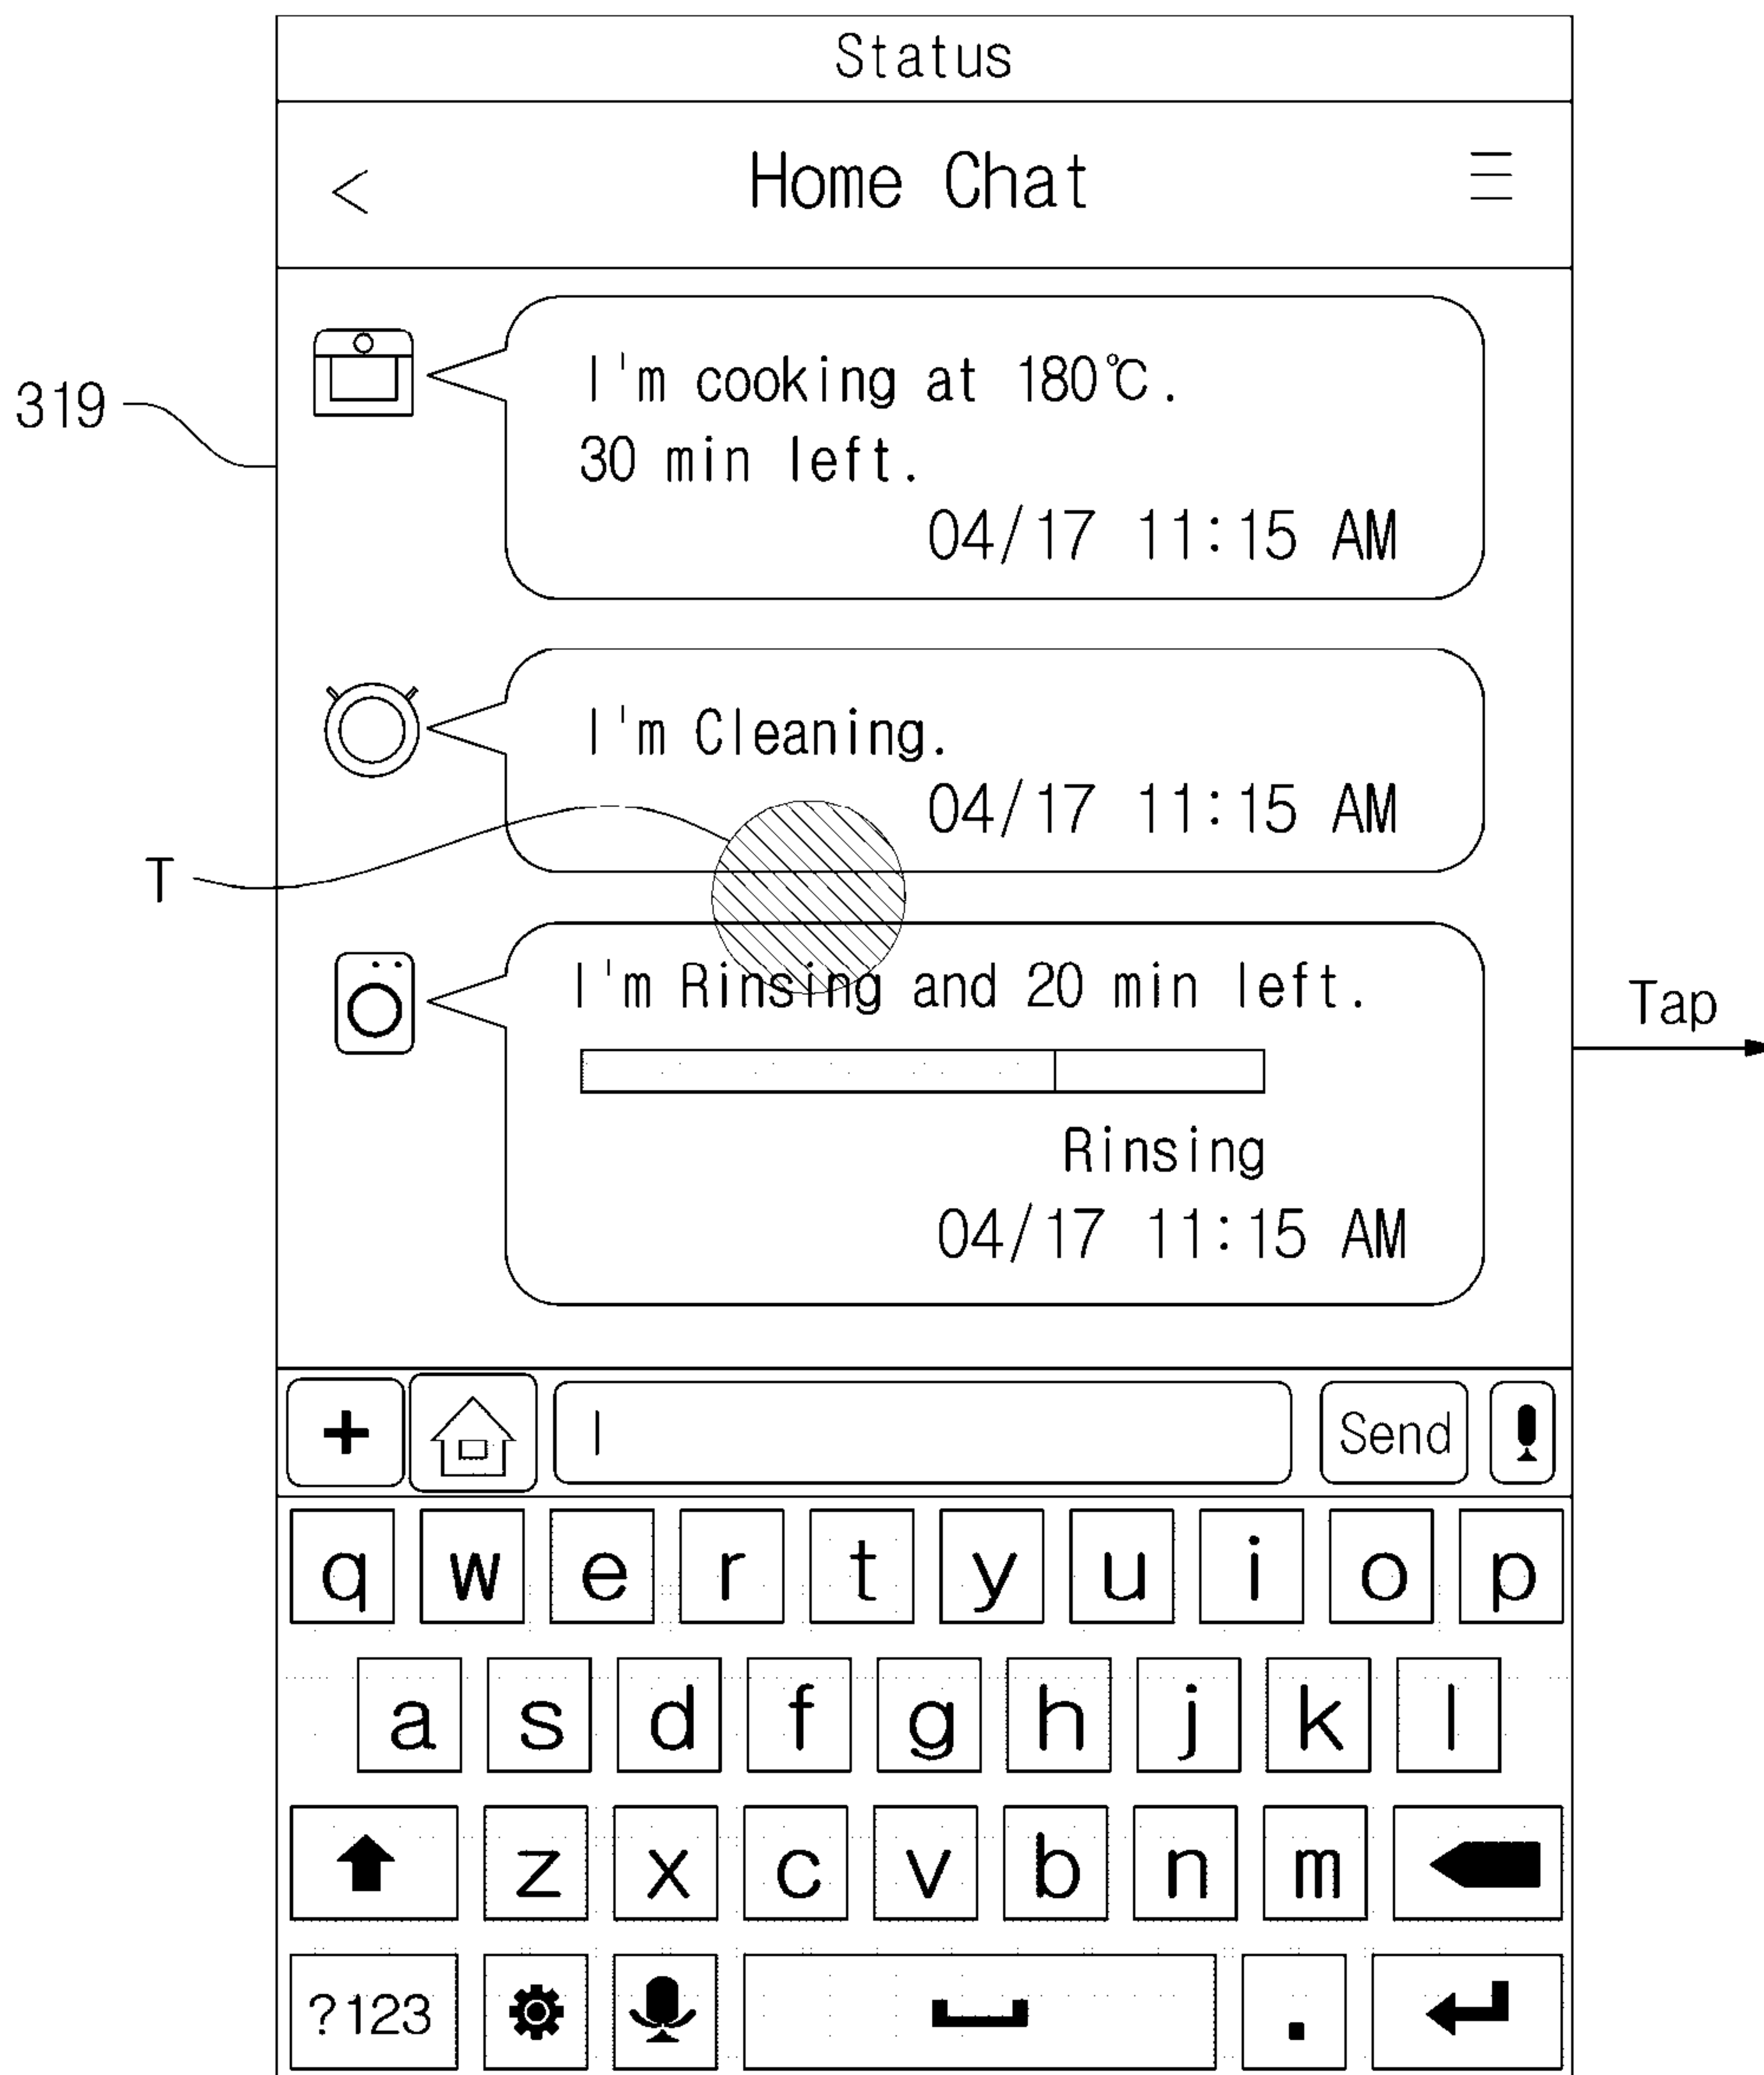 Status
< Home Chat
319
I'm cooking at 180℃.
30 min left.
04/17 11:15 AM
I'm Cleaning.
04/17 11:15 AM
T
I'm Rinsing and 20 min left.
Tap
Rinsing
04/17 11:15 AM
+ Send
q w e r t y u i o p
a s d f g h j k l
z x c v b n m
?123 .